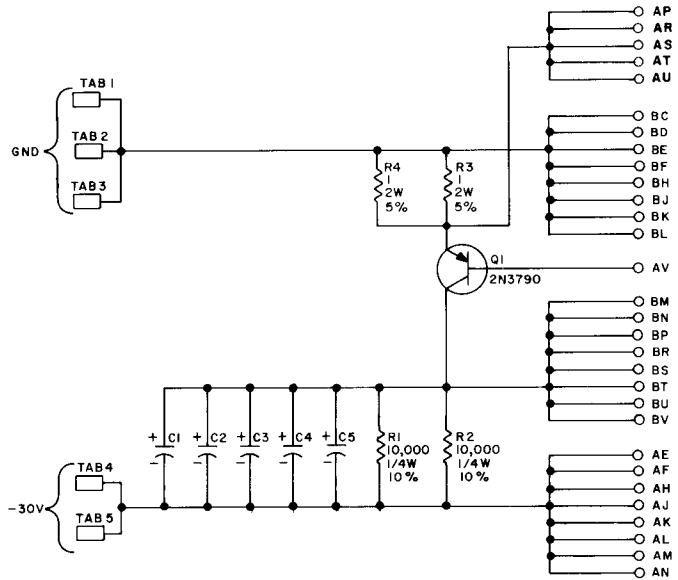 AP
AR
AS
AT
AU
TAB 1
GND
TAB 2
TAB 3
BC
BD
BE
BF
BH
BJ
BK
BL
R4
1
2W
5%
R3
1
2W
5%
Q1
2N3790
AV
BM
BN
BP
BR
BS
BT
BU
BV
+ C1
-
+ C2
-
+ C3
-
+ C4
-
+ C5
-
R1
10,000
1/4W
10%
R2
10,000
1/4W
10%
TAB 4
-30V
TAB 5
AE
AF
AH
AJ
AK
AL
AM
AN